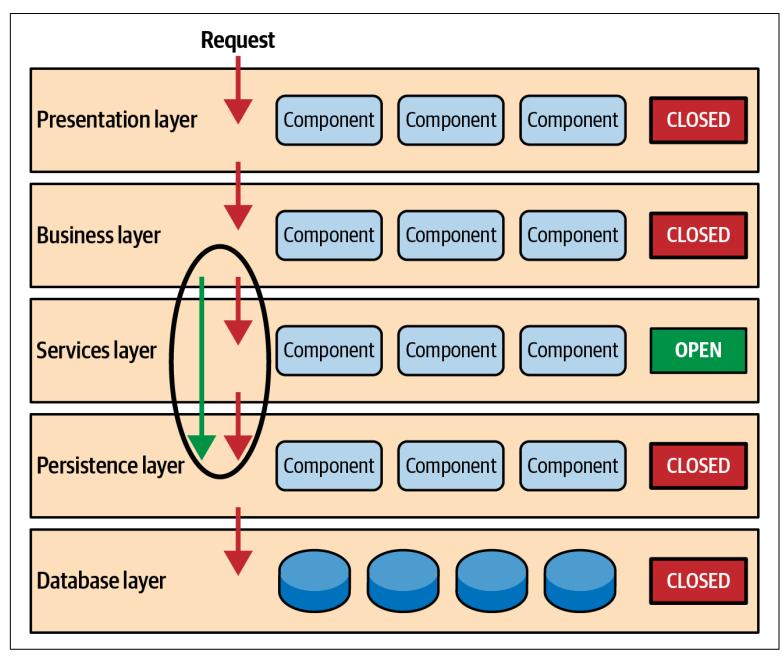 Request
Presentation layer Component Component Component CLOSED
Business layer Component Component Component CLOSED
Services layer Component Component Component OPEN
Persistence layer Component Component Component CLOSED
Database layer CLOSED